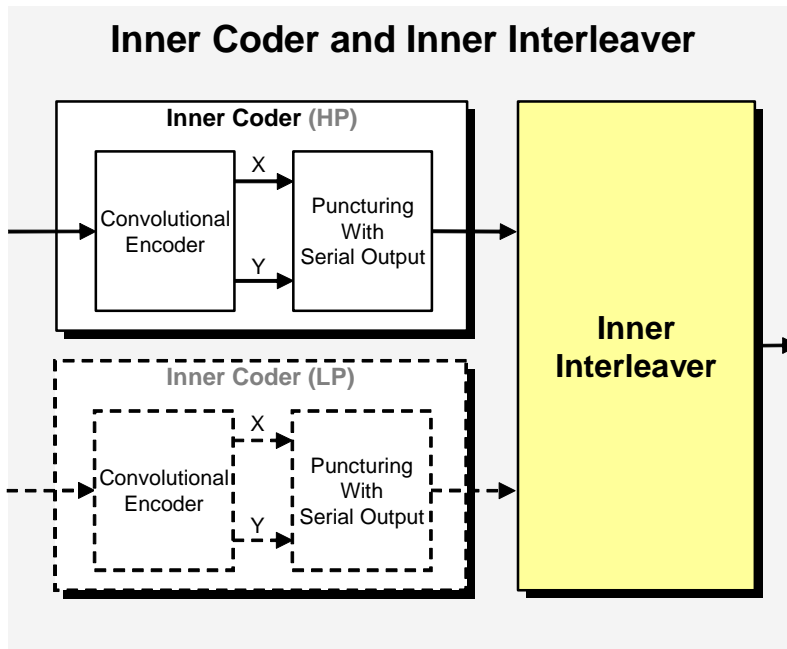 Inner Coder and Inner Interleaver
Inner Coder (HP)
Convolutional
Encoder
X
Y
Puncturing
With
Serial Output
Inner
Interleaver
Inner Coder (LP)
Convolutional
Encoder
X
Y
Puncturing
With
Serial Output